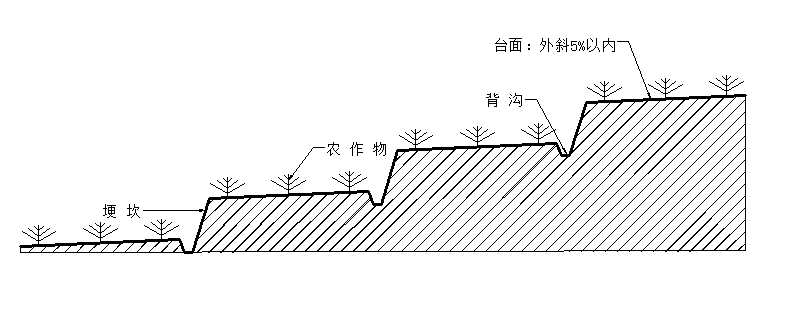 台面：外斜5%以内
背 沟
农 作 物
埂 坎